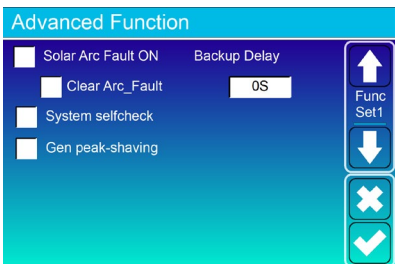 Advanced Function
Solar Arc Fault ON
Backup Delay
Clear Arc_Fault
0S
System selfcheck
Gen peak-shaving
Func
Set1